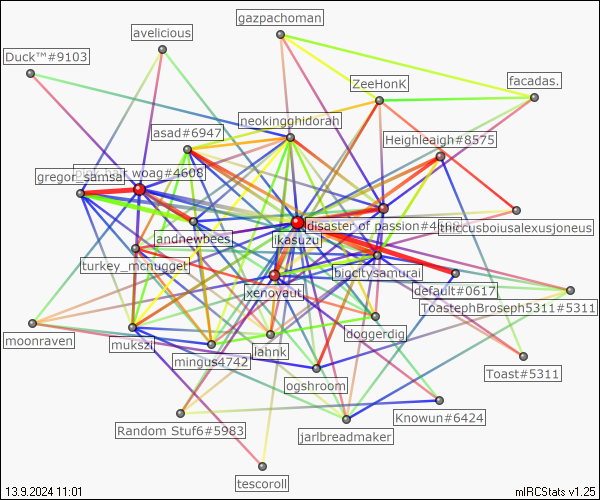 gazpachoman
avelicious
Duck™#9103
ZeeHonK
facadas.
neokingghidorah
asad#6947
Heighleaigh#8575
woag#4608
gregor_samsa
disaster of passion#4
thiccusboiusalexusjoneus
andnewbees
ikasuzu
turkey_mcnugget
bigcitysamurai
xenovaut
default#0617
ToastephBroseph5311#5311
doggerdig
moonraven
mukszi
lahnk
mingus4742
Toast#5311
ogshroom
Knowun#6424
Random Stuf6#5983
jarlbreadmaker
tescoroll
13.9.2024 11:01
mIRCStats v1.25